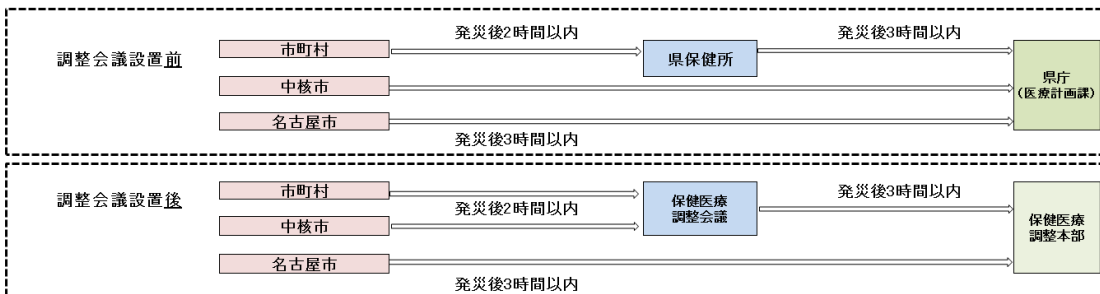 発災後2時間以内
発災後3時間以内
調整会議設置前
市町村
県保健所
県庁
(医療計画課)
中核市
名古屋市
発災後3時間以内
調整会議設置後
市町村
発災後2時間以内
保健医療
調整会議
発災後3時間以内
保健医療
調整本部
中核市
名古屋市
発災後3時間以内